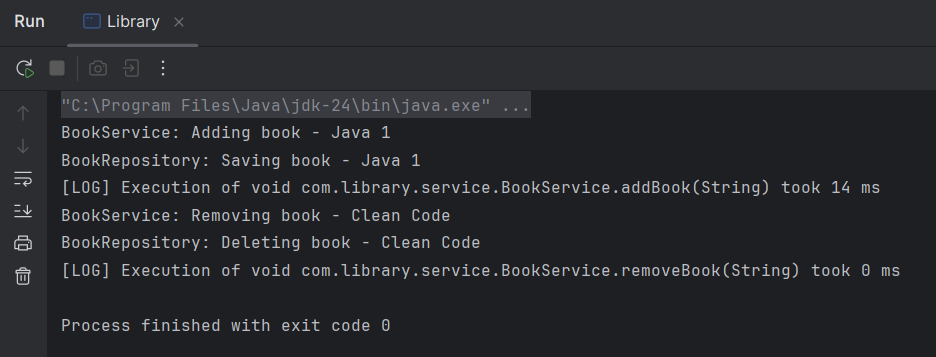 Run Library
"C:\Program Files\Java\jdk-24\bin\java.exe" ...
BookService: Adding book - Java 1
BookRepository: Saving book - Java 1
[LOG] Execution of void com.library.service.BookService.addBook(String) took 14 ms
BookService: Removing book - Clean Code
BookRepository: Deleting book - Clean Code
[LOG] Execution of void com.library.service.BookService.removeBook(String) took 0 ms
Process finished with exit code 0